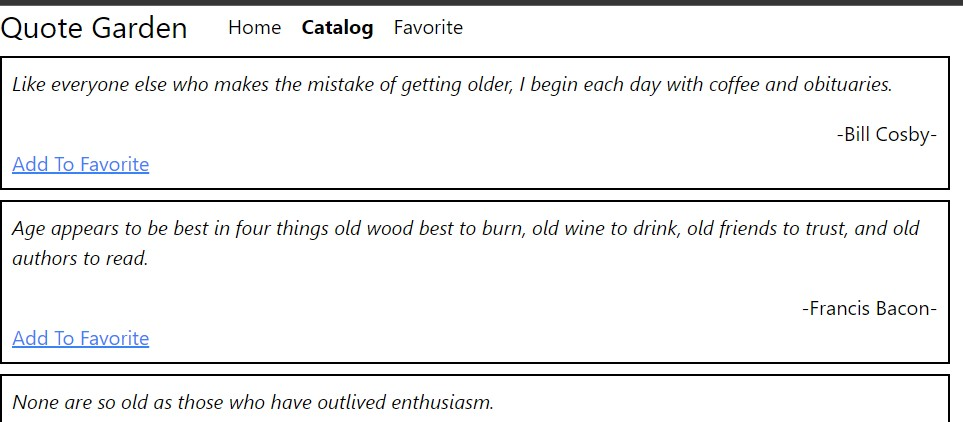 Quote Garden Home Catalog Favorite
Like everyone else who makes the mistake of getting older, I begin each day with coffee and obituaries.
-Bill Cosby-
Add To Favorite
Age appears to be best in four things old wood best to burn, old wine to drink, old friends to trust, and old
authors to read.
-Francis Bacon-
Add To Favorite
None are so old as those who have outlived enthusiasm.